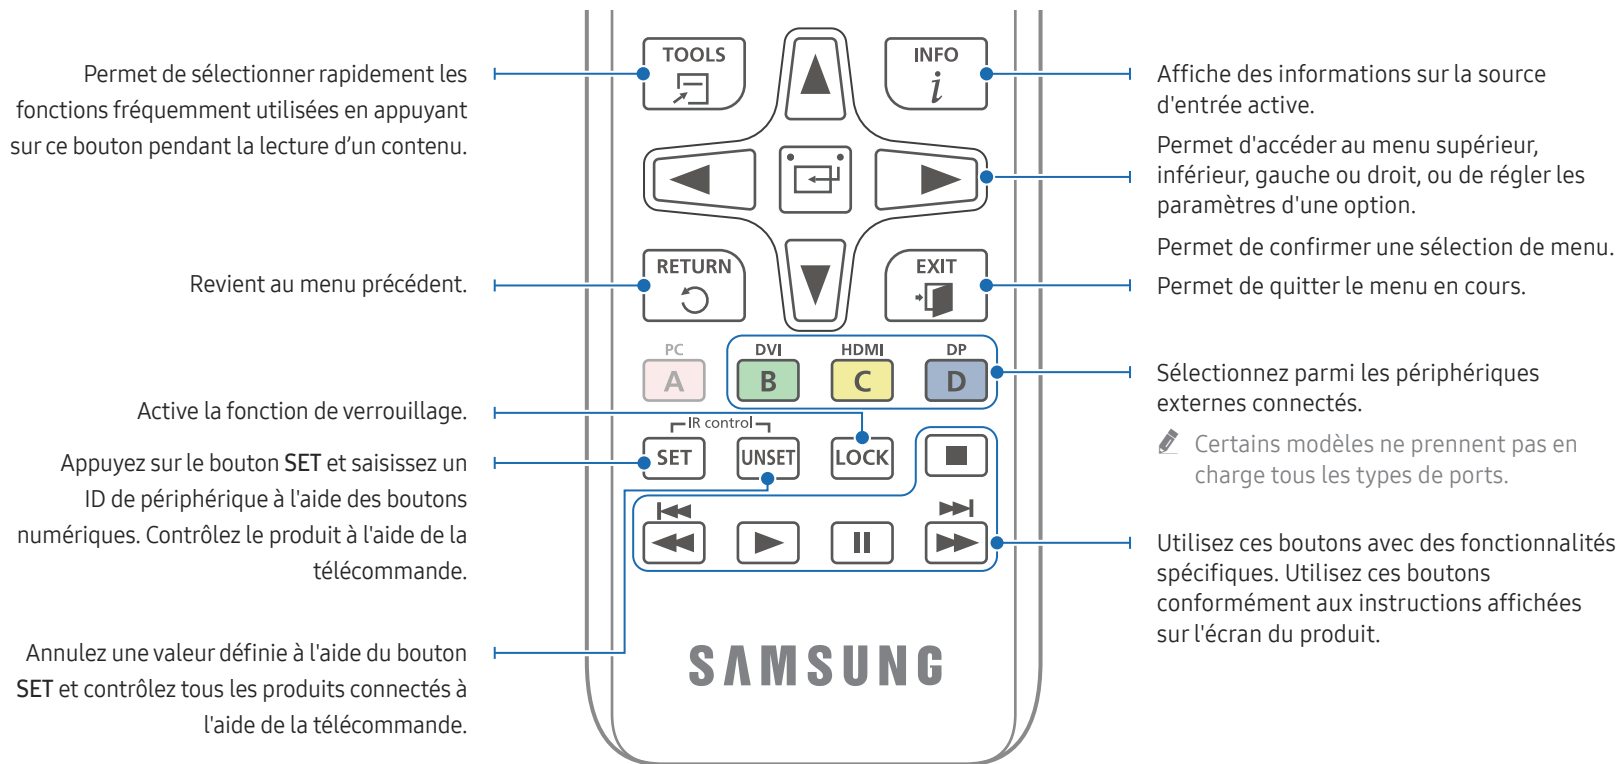 Permet de sélectionner rapidement les
fonctions fréquemment utilisées en appuyant
sur ce bouton pendant la lecture d’un contenu.
Revient au menu précédent.
Active la fonction de verrouillage.
Appuyez sur le bouton SET et saisissez un
ID de périphérique à l'aide des boutons
numériques. Contrôlez le produit à l'aide de la
télécommande.
Annulez une valeur définie à l'aide du bouton
SET et contrôlez tous les produits connectés à
l'aide de la télécommande.
TOOLS
INFO
i
RETURN
EXIT
PC DVI HDMI DP
A B C D
IR control
SET UNSET LOCK
SAMSUNG
Affiche des informations sur la source
d'entrée active.
Permet d'accéder au menu supérieur,
inférieur, gauche ou droit, ou de régler les
paramètres d'une option.
Permet de confirmer une sélection de menu.
Permet de quitter le menu en cours.
Sélectionnez parmi les périphériques
externes connectés.
Certains modèles ne prennent pas en
charge tous les types de ports.
Utilisez ces boutons avec des fonctionnalités
spécifiques. Utilisez ces boutons
conformément aux instructions affichées
sur l'écran du produit.